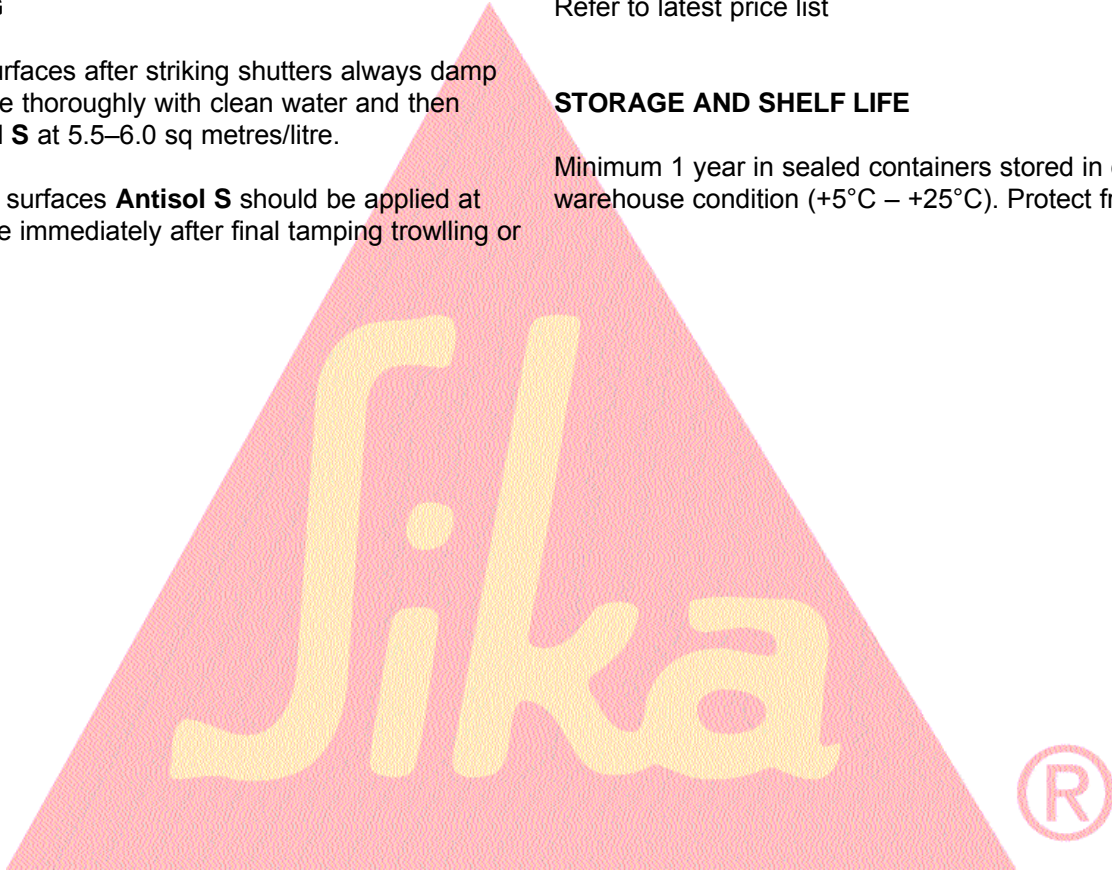 urfaces after striking shutters always damp
e thoroughly with clean water and then
S at 5.5–6.0 sq metres/litre.
surfaces Antisol S should be applied at
e immediately after final tamping trowlling or
Refer to latest price list
STORAGE AND SHELF LIFE
Minimum 1 year in sealed containers stored in
warehouse condition (+5°C – +25°C). Protect
Sika
®